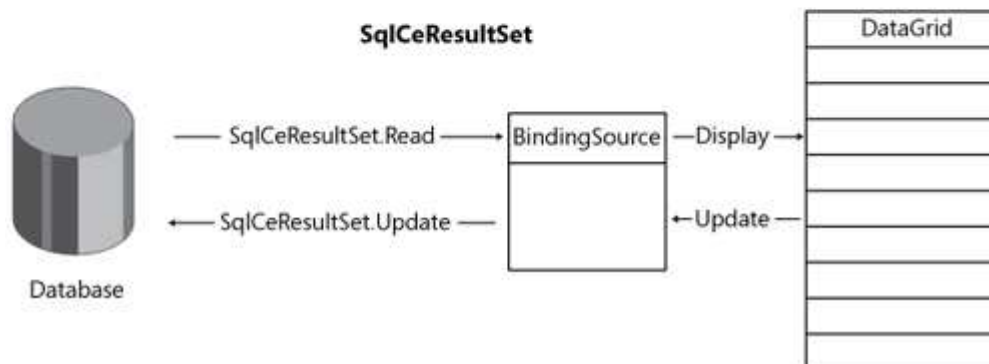 SqlCeResultSet
DataGrid
SqlCeResultSet.Read
BindingSource
Display
SqlCeResultSet.Update
Update
Database